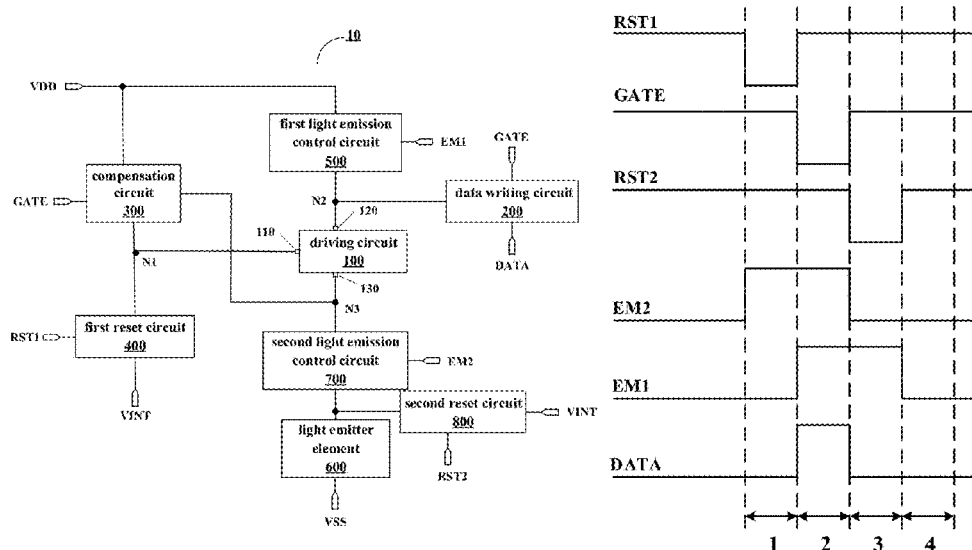 10
VDD
first light emission
control circuit
500
EM1
GATE
compensation
circuit
300
GATE
N2
120
data writing circuit
200
110
driving circuit
100
DATA
N1
130
N3
RST1
first reset circuit
400
second light emission
control circuit
700
EM2
VINT
second reset circuit
800
VINT
light emitter
element
600
RST2
VSS
RST1
GATE
RST2
EM2
EM1
DATA
1 2 3 4